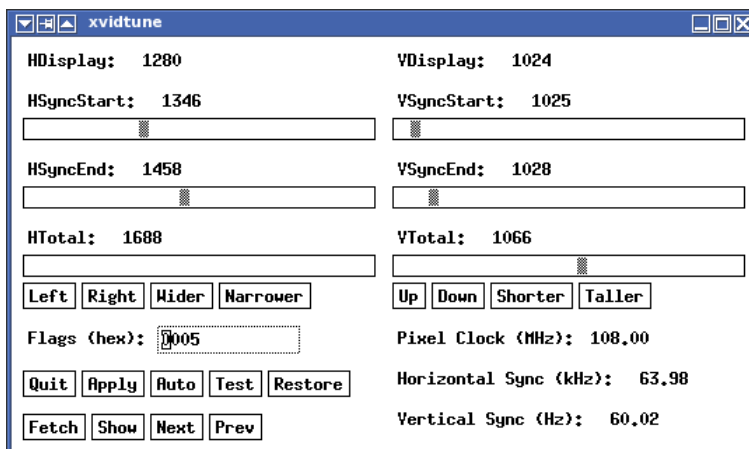 xvidtune
HDisplay: 1280
VDisplay: 1024
HSyncStart: 1346
VSyncStart: 1025
HSyncEnd: 1458
VSyncEnd: 1028
HTotal: 1688
VTotal: 1066
Left Right Wider Narrower
Up Down Shorter Taller
Flags (hex): 0005
Pixel Clock (MHz): 108.00
Quit Apply Auto Test Restore
Horizontal Sync (kHz): 63.98
Fetch Show Next Prev
Vertical Sync (Hz): 60.02